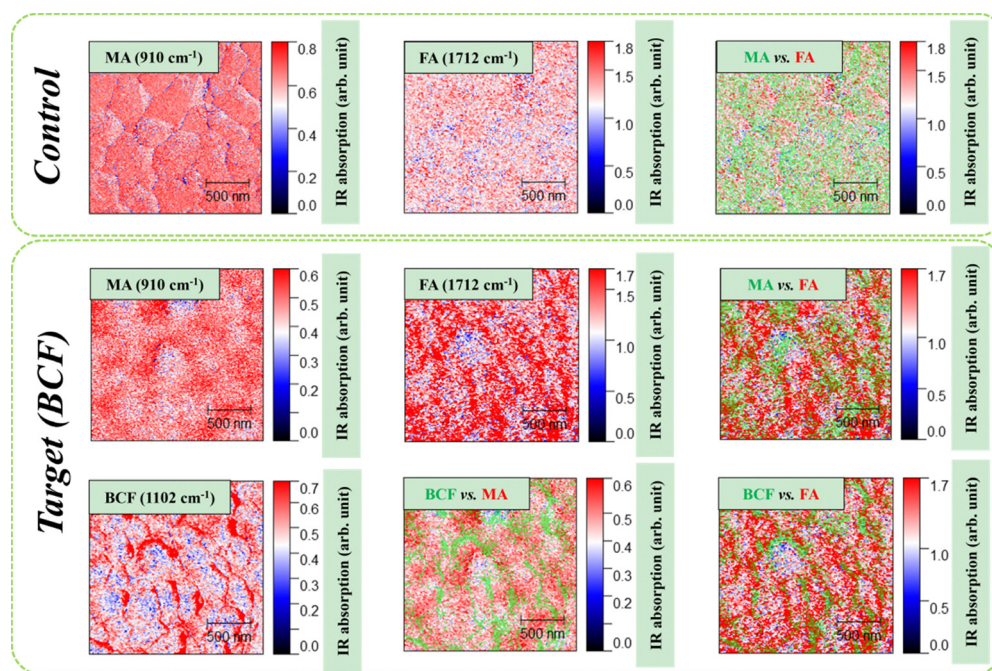 Control
MA (910 cm⁻¹)
0.8
0.6
0.4
0.2
0.0
500 nm
IR absorption (arb. unit)
FA (1712 cm⁻¹)
1.8
1.5
1.0
0.5
0.0
500 nm
IR absorption (arb. unit)
MA vs. FA
1.8
1.5
1.0
0.5
0.0
500 nm
IR absorption (arb. unit)
Target (BCF)
MA (910 cm⁻¹)
0.6
0.5
0.4
0.3
0.2
0.1
0.0
500 nm
IR absorption (arb. unit)
FA (1712 cm⁻¹)
1.7
1.5
1.0
0.5
0.0
500 nm
IR absorption (arb. unit)
MA vs. FA
1.7
1.5
1.0
0.5
0.0
500 nm
IR absorption (arb. unit)
BCF (1102 cm⁻¹)
0.7
0.6
0.5
0.4
0.3
0.2
0.1
0.0
500 nm
IR absorption (arb. unit)
BCF vs. MA
0.6
0.5
0.4
0.3
0.2
0.1
0.0
500 nm
IR absorption (arb. unit)
BCF vs. FA
1.7
1.0
0.5
0.0
500 nm
IR absorption (arb. unit)